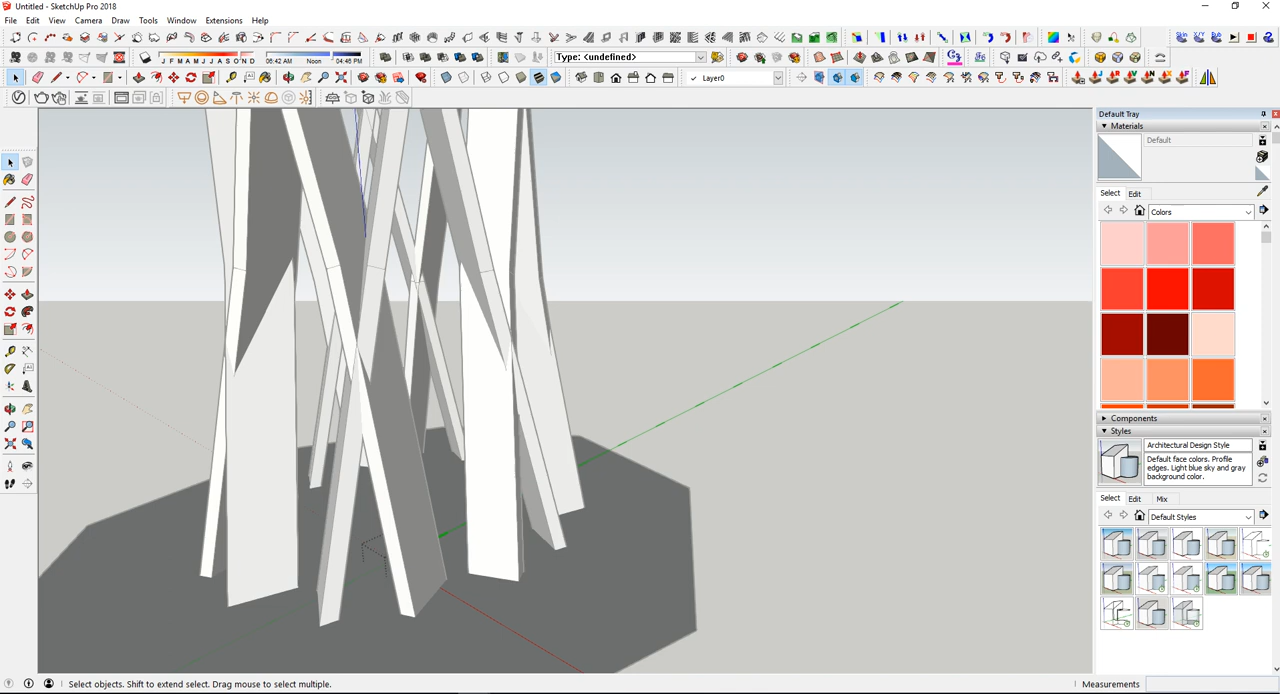 Untitled - SketchUp Pro 2018
File Edit View Camera Draw Tools Window Extensions Help
J F M A M J J A S O N D 06:42 AM Noon 04:46 PM
Type: <undefined>
Layer0
Default Tray
Materials
Default
Select Edit
Colors
Components
Styles
Architectural Design Style
Default face colors. Profile
edges. Light blue sky and gray
background color.
Select Edit Mix
Default Styles
Select objects. Shift to extend select. Drag mouse to select multiple.
Measurements